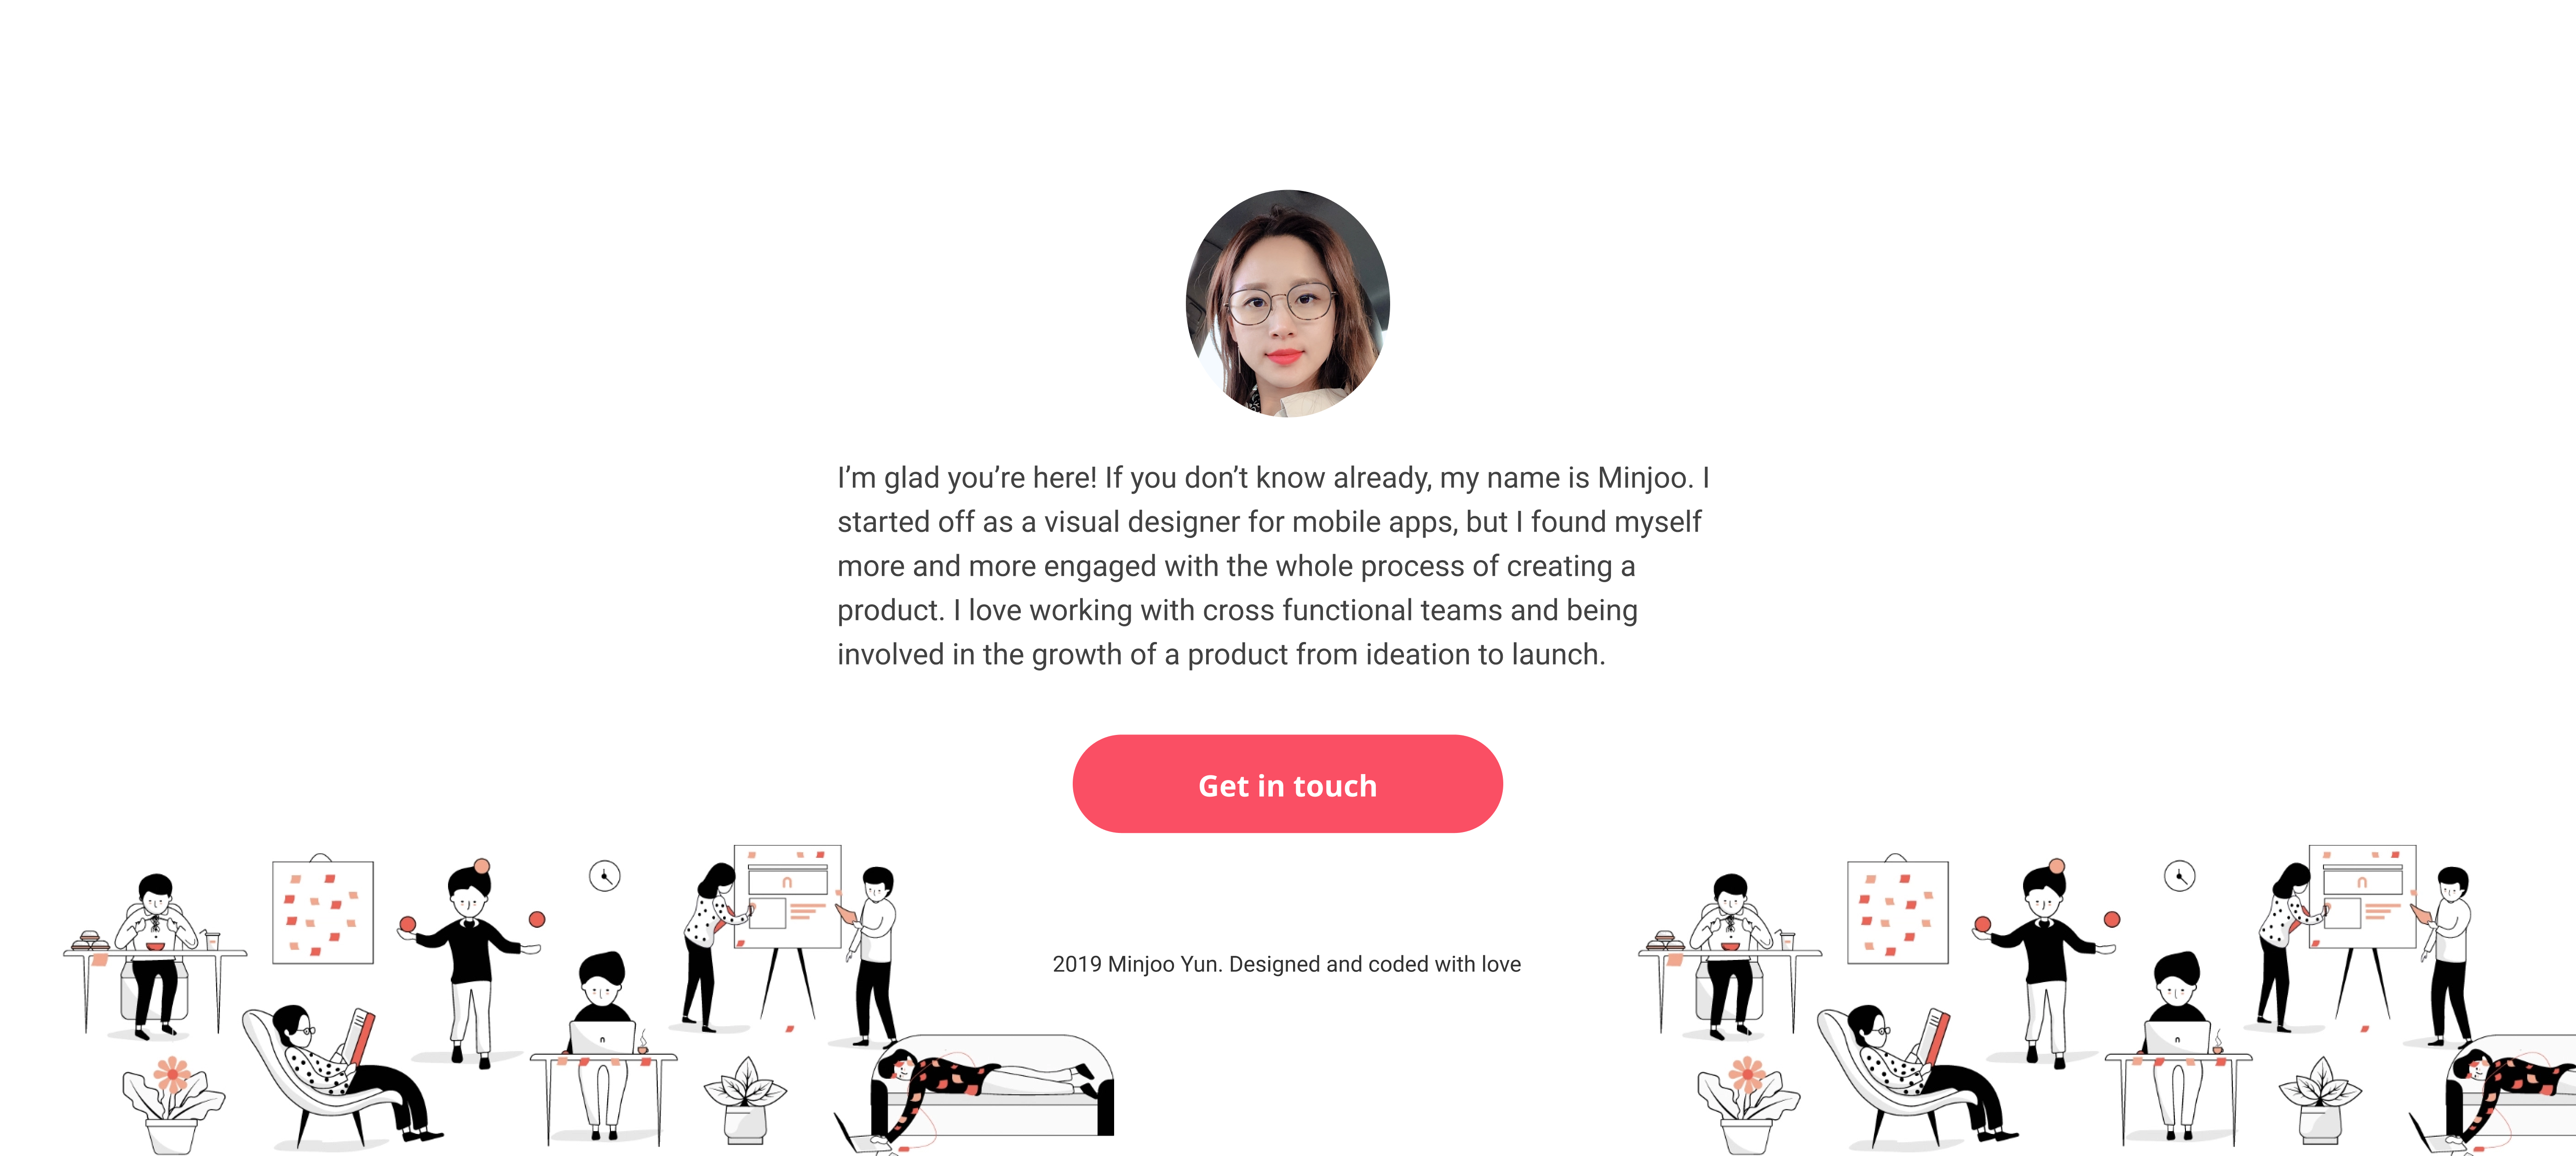 I’m glad you’re here! If you don’t know already, my name is Minjoo. I
started off as a visual designer for mobile apps, but I found myself
more and more engaged with the whole process of creating a
product. I love working with cross functional teams and being
involved in the growth of a product from ideation to launch.
Get in touch
2019 Minjoo Yun. Designed and coded with love